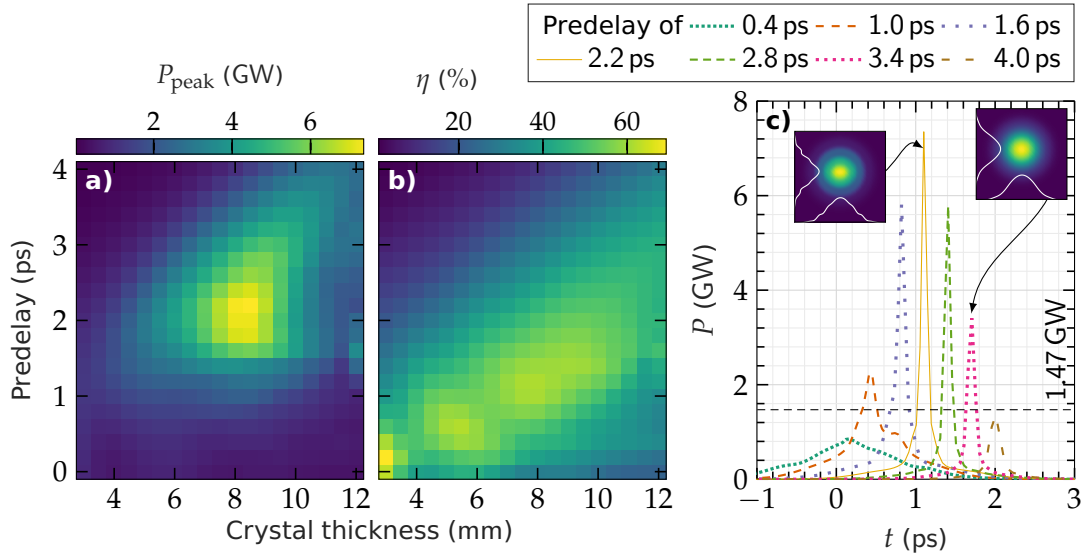 Predelay of 0.4 ps 1.0 ps 1.6 ps
2.2 ps 2.8 ps 3.4 ps 4.0 ps
P_peak (GW)
2 4 6
η (%)
20 40 60
a)
b)
c)
4
3
2
1
0
Predelay (ps)
4 6 8 10 12
4 6 8 10 12
Crystal thickness (mm)
8
6
4
2
0
P (GW)
1.47 GW
−1 0 1 2 3
t (ps)